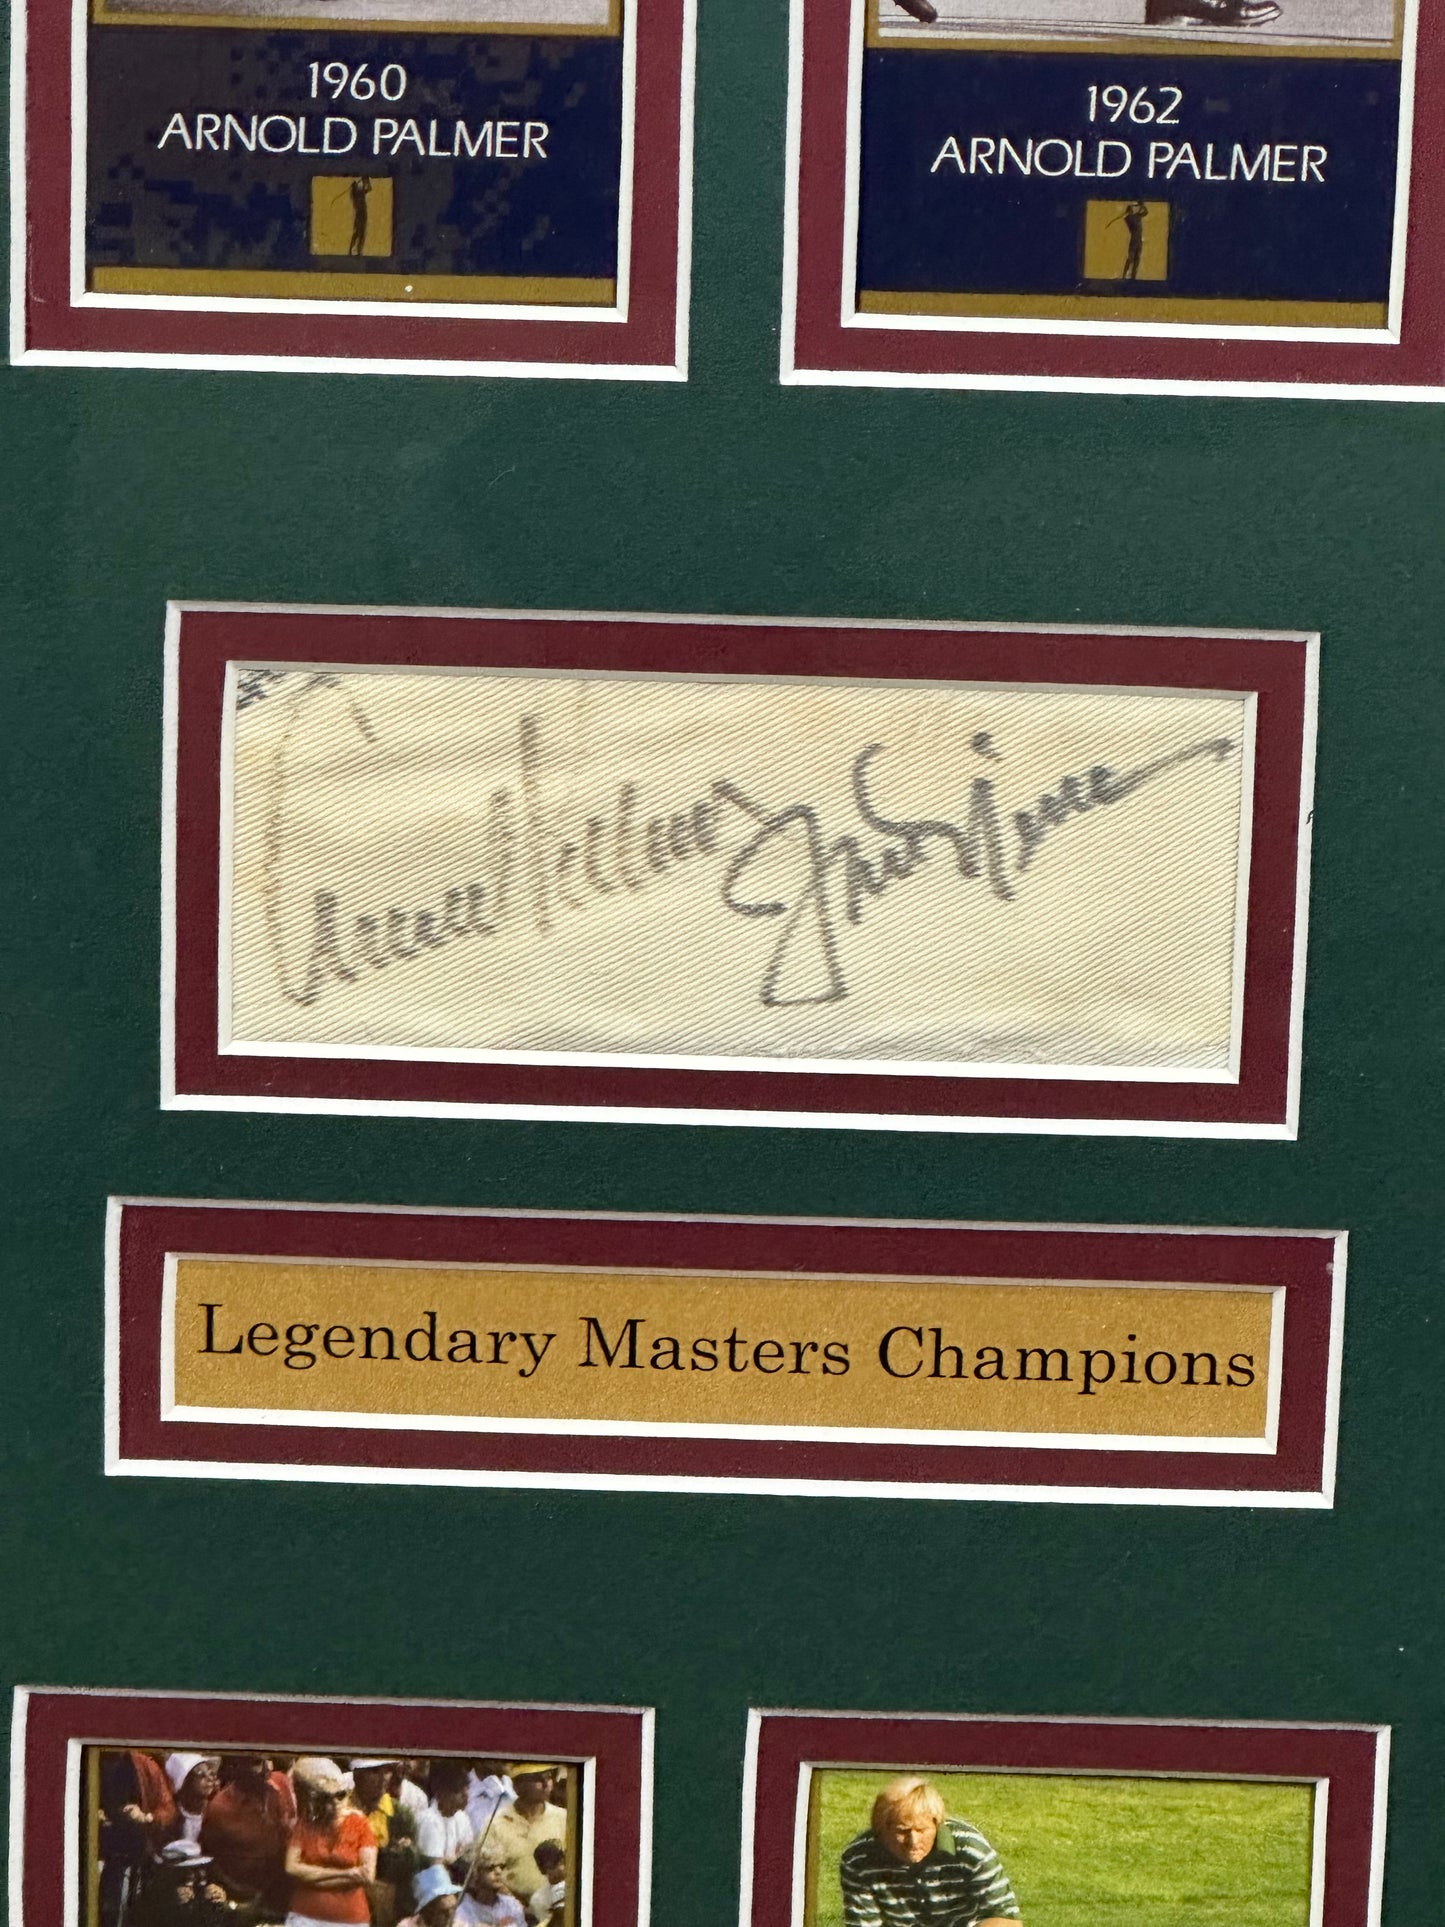 1960
ARNOLD PALMER
1962
ARNOLD PALMER
Legendary Masters Champions